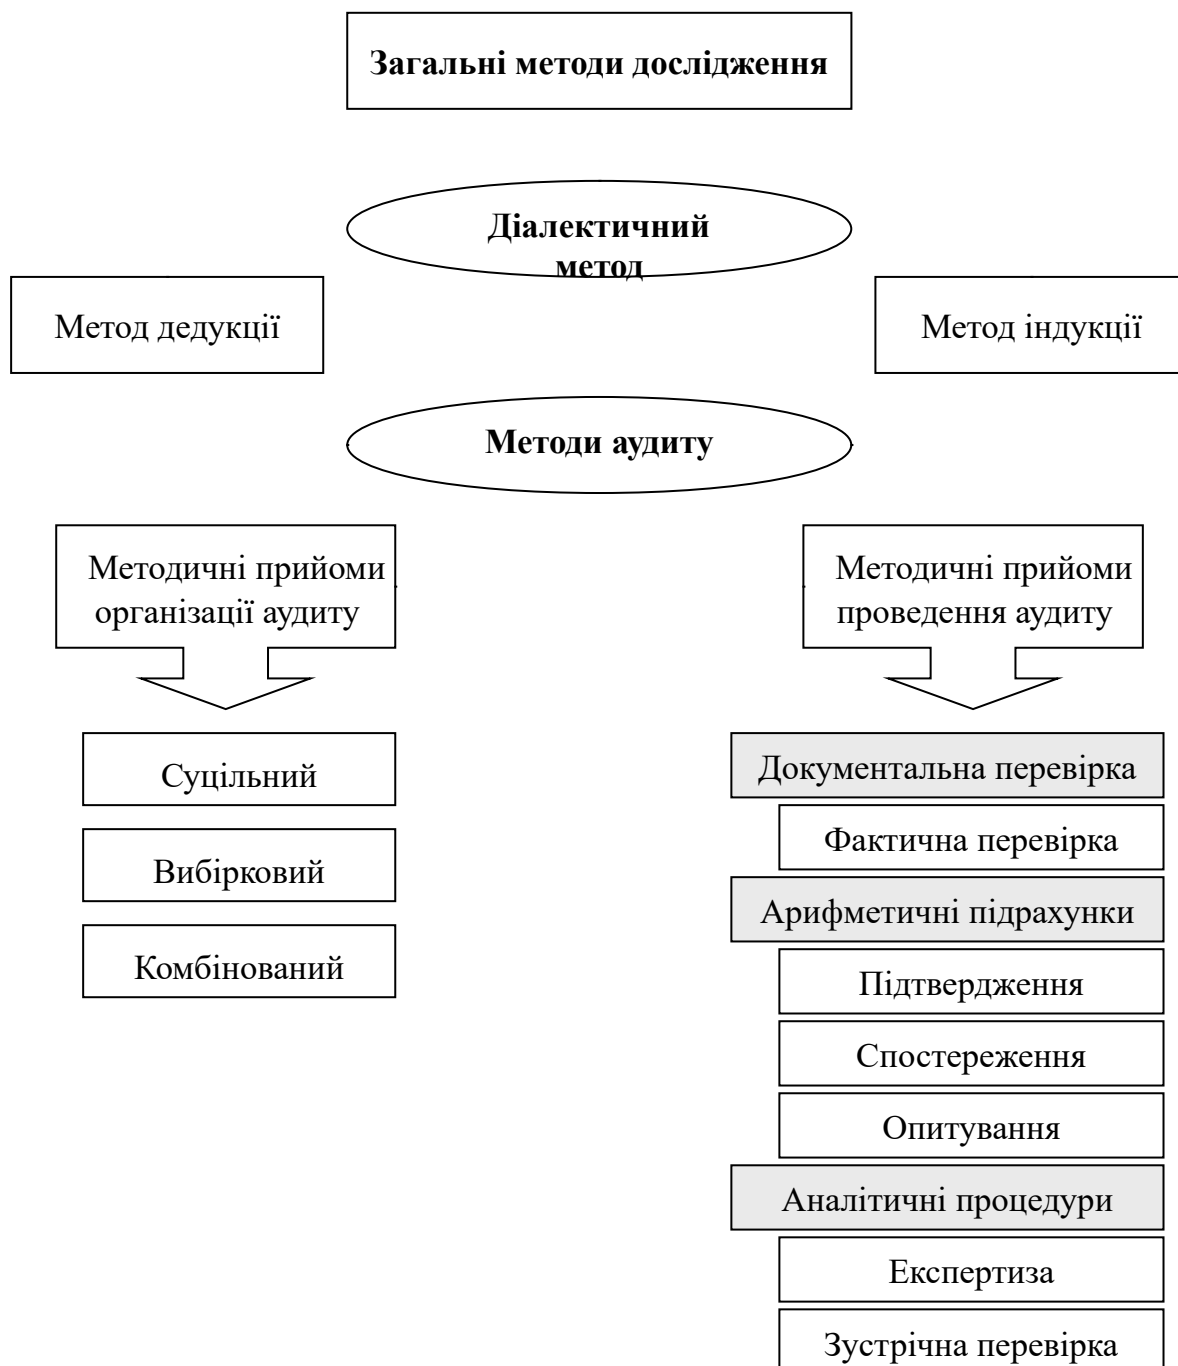 Загальні методи дослідження
Діалектичний
метод
Метод дедукції
Метод індукції
Методи аудиту
Методичні прийоми
організації аудиту
Методичні прийоми
проведення аудиту
Суцільний
Вибірковий
Комбінований
Документальна перевірка
Фактична перевірка
Арифметичні підрахунки
Підтвердження
Спостереження
Опитування
Аналітичні процедури
Експертиза
Зустрічна перевірка